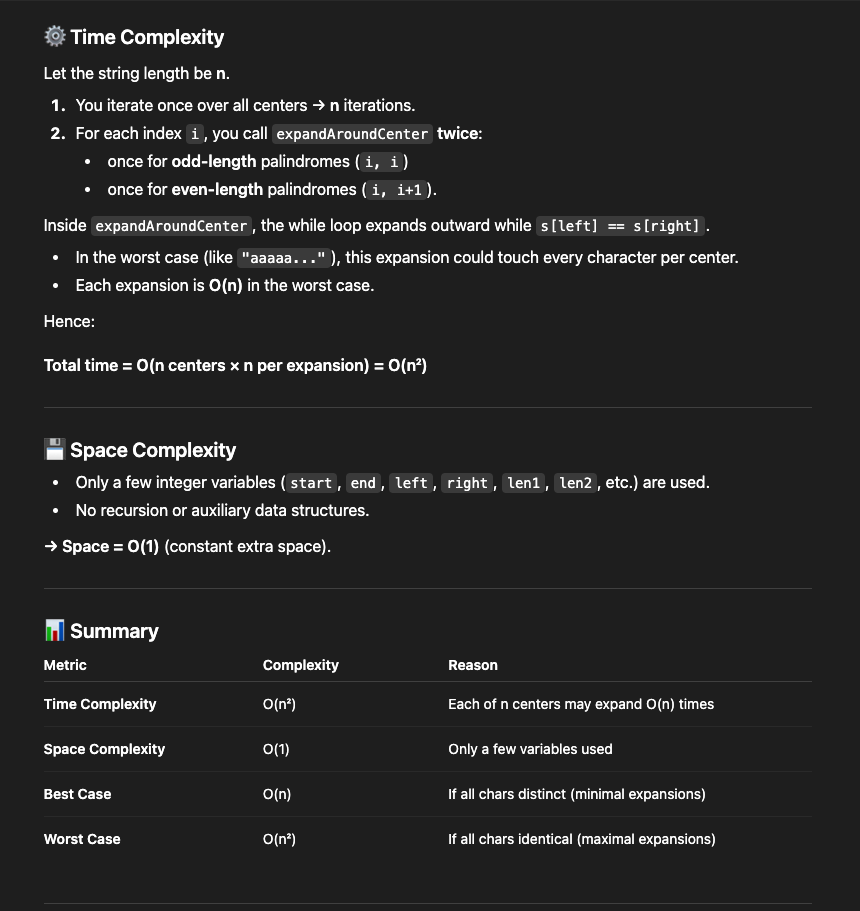 ⚙️ Time Complexity
Let the string length be n.
1. You iterate once over all centers → n iterations.
2. For each index i, you call expandAroundCenter twice:
• once for odd-length palindromes (i, i)
• once for even-length palindromes (i, i+1).
Inside expandAroundCenter, the while loop expands outward while s[left] == s[right].
• In the worst case (like "aaaaa..."), this expansion could touch every character per center.
• Each expansion is O(n) in the worst case.
Hence:
Total time = O(n centers × n per expansion) = O(n²)
💾 Space Complexity
• Only a few integer variables (start, end, left, right, len1, len2, etc.) are used.
• No recursion or auxiliary data structures.
→ Space = O(1) (constant extra space).
📊 Summary
Metric Complexity Reason
Time Complexity O(n²) Each of n centers may expand O(n) times
Space Complexity O(1) Only a few variables used
Best Case O(n) If all chars distinct (minimal expansions)
Worst Case O(n²) If all chars identical (maximal expansions)